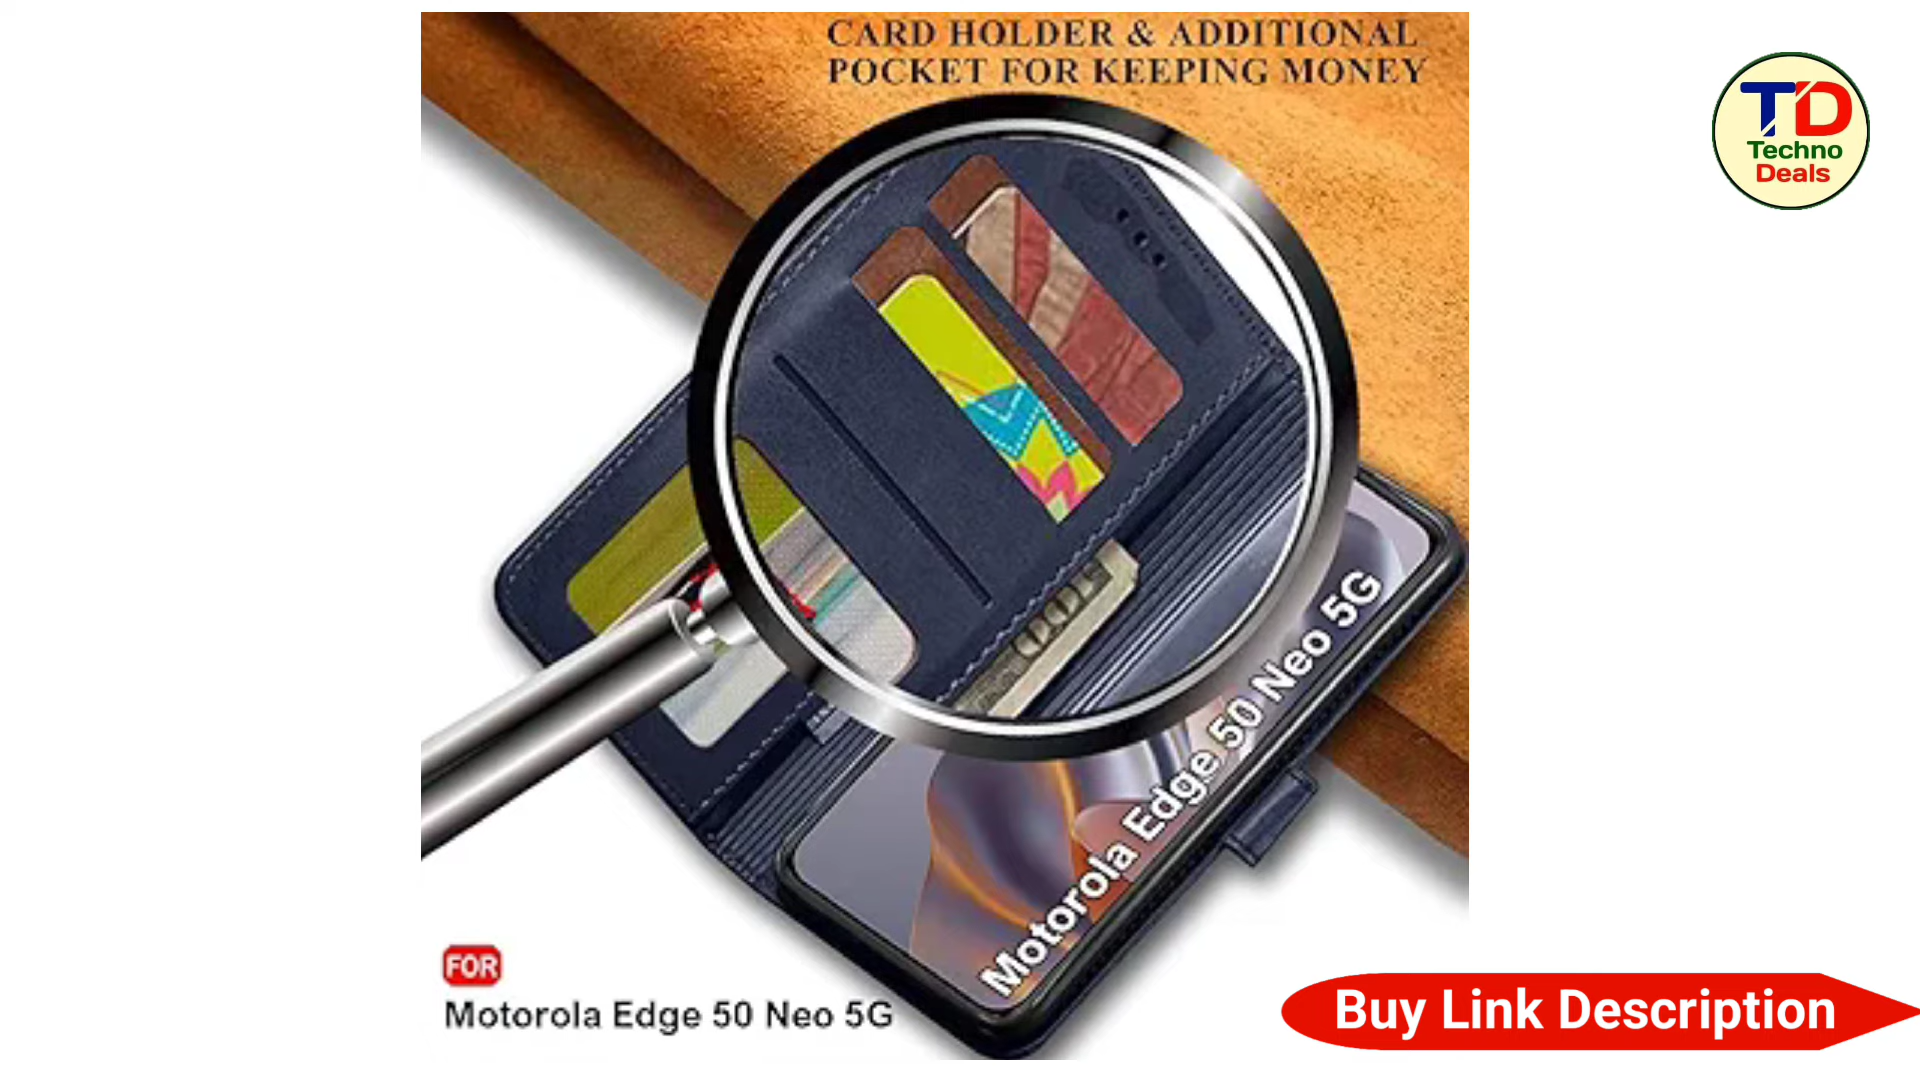 CARD HOLDER & ADDITIONAL
POCKET FOR KEEPING MONEY
TD
Techno
Deals
100
Motorola Edge 50 Neo 5G
FOR
Motorola Edge 50 Neo 5G
Buy Link Description